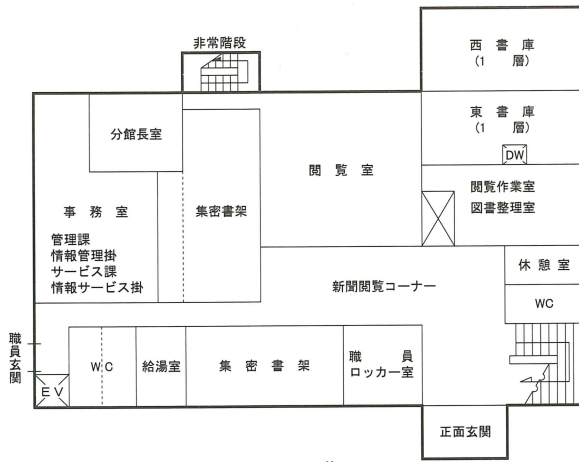 非常階段
西書庫
(1 層)
分館長室
東書庫
(1 層)
DW
閲覧室
集密書架
閲覧作業室
図書整理室
事務室
管理課
情報管理掛
サービス課
情報サービス掛
休憩室
新聞閲覧コーナー
WC
職員玄関
WC
給湯室
集密書架
職員
ロッカー室
EV
正面玄関